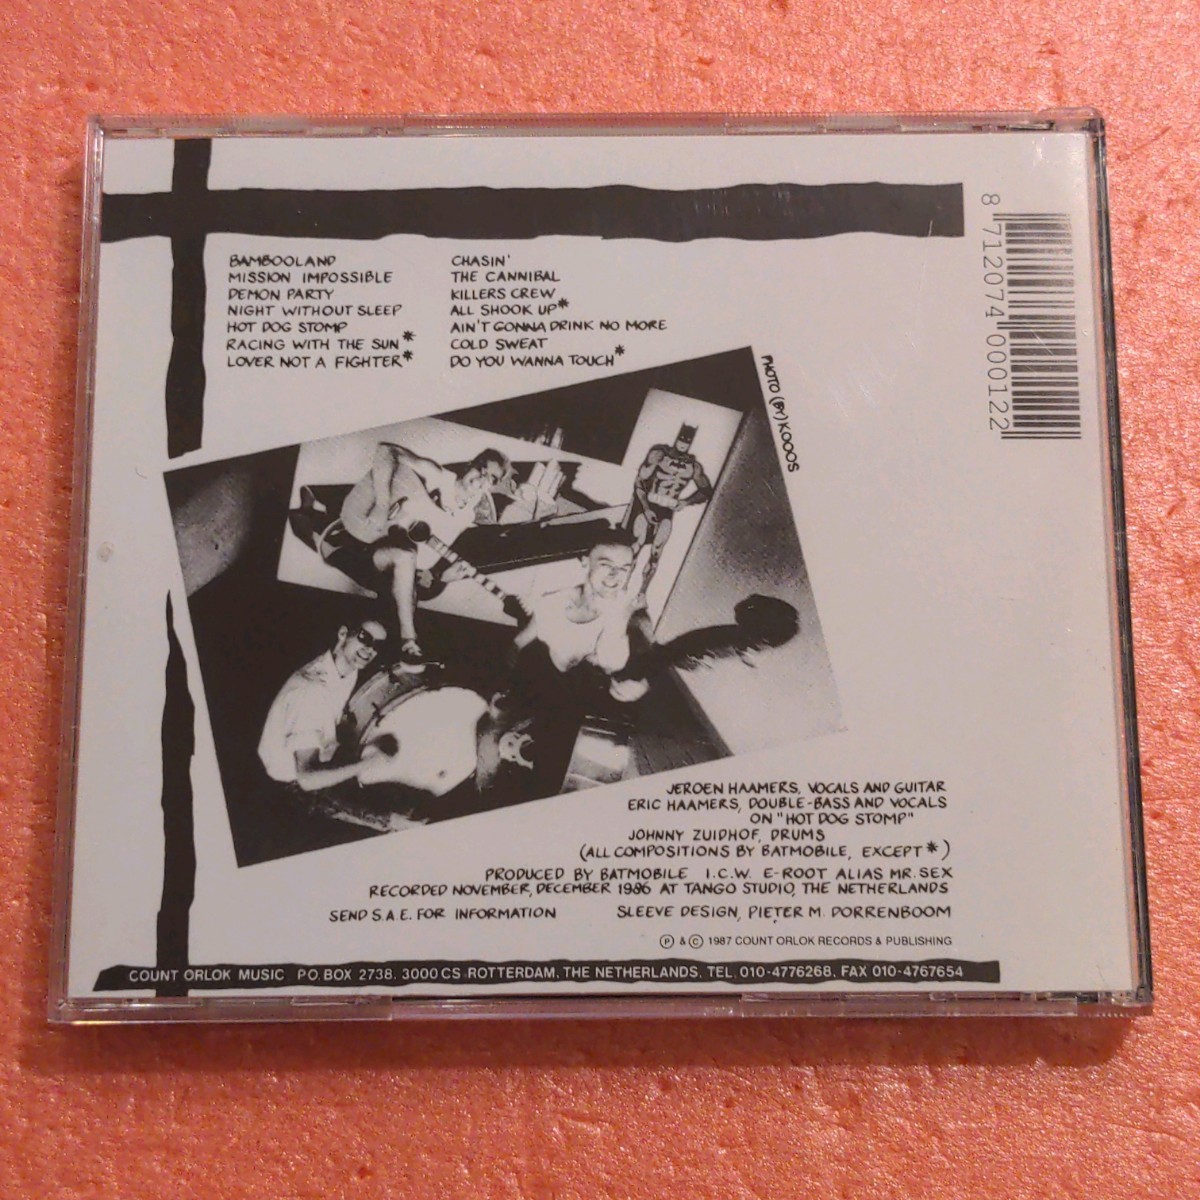 BAMBOOLAND
MISSION IMPOSSIBLE
DEMON PARTY
NIGHT WITHOUT SLEEP
HOT DOG STOMP
RACING WITH THE SUN*
LOVER NOT A FIGHTER*
CHASIN'
THE CANNIBAL
KILLERS CREW
ALL SHOOK UP*
AIN'T GONNA DRINK NO MORE
COLD SWEAT
DO YOU WANNA TOUCH*
8 712074 000122
PHOTO (BY) KOOOS
JEROEN HAAMERS, VOCALS AND GUITAR
ERIC HAAMERS, DOUBLE-BASS AND VOCALS
ON "HOT DOG STOMP"
JOHNNY ZUIDHOF, DRUMS
(ALL COMPOSITIONS BY BATMOBILE, EXCEPT*)
PRODUCED BY BATMOBILE I.C.W. E-ROOT ALIAS MR. SEX
RECORDED NOVEMBER, DECEMBER 1986 AT TANGO STUDIO, THE NETHERLANDS
SEND S.A.E. FOR INFORMATION SLEEVE DESIGN, PIETER M. DORRENBOOM
Ⓟ & © 1987 COUNT ORLOK RECORDS & PUBLISHING
COUNT ORLOK MUSIC P.O. BOX 2738. 3000 CS ROTTERDAM, THE NETHERLANDS. TEL. 010-4776268. FAX 010-4767654